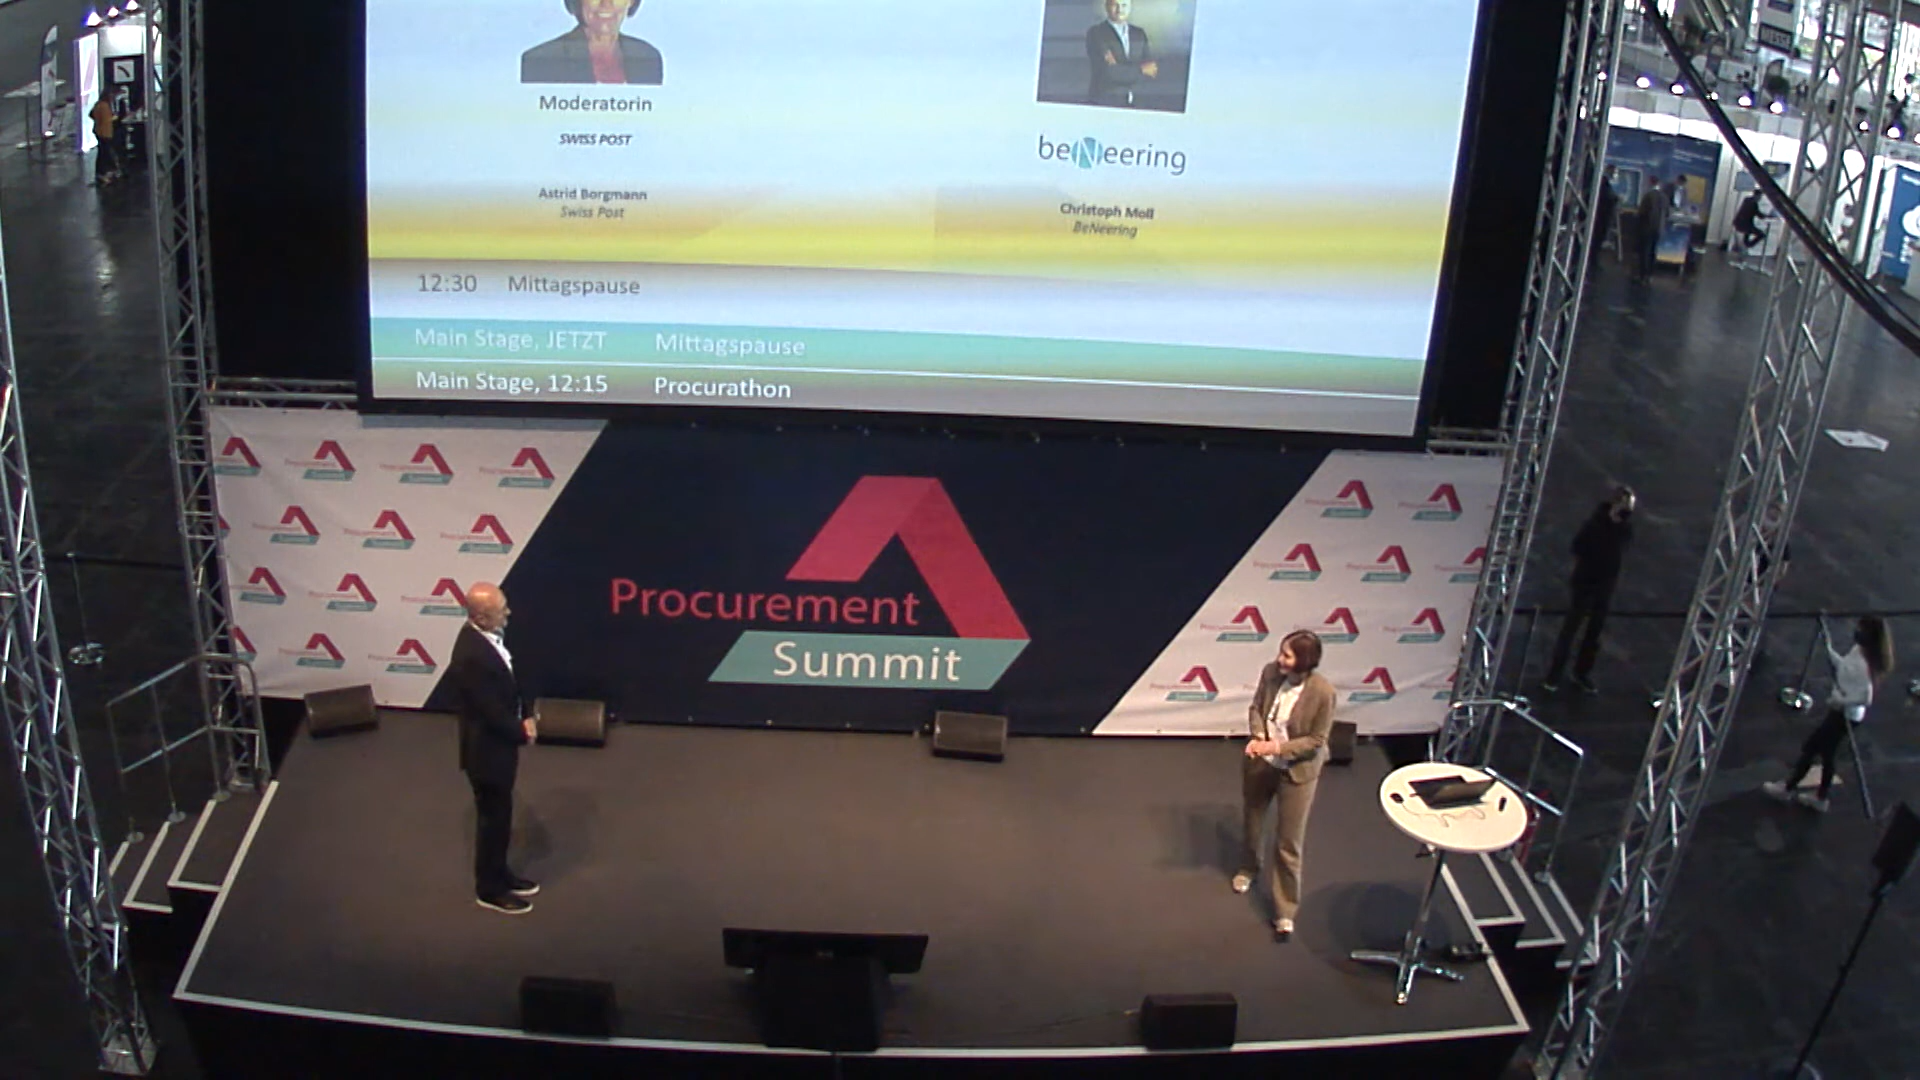 Moderatorin
SWISS POST
Astrid Borgmann
Swiss Post
beNeering
Christoph Moll
BeNeering
12:30 Mittagspause
Main Stage, JETZT Mittagspause
Main Stage, 12:15 Procurathon
Procurement
Summit